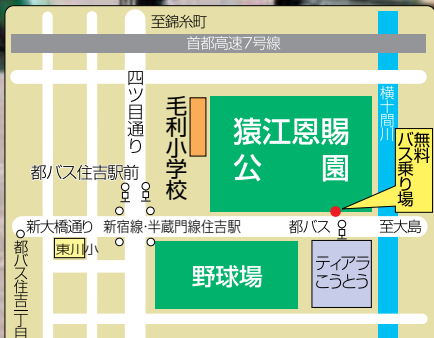 至錦糸町
首都高速7号線
四ツ目通り
毛利小学校
猿江恩賜
公園
横十間川
無料
バス乗り場
都バス住吉駅前
新大橋通り
新宿線・半蔵門線住吉駅
都バス
至大島
東川小
都バス住吉一丁目
野球場
ティアラ
こうとう